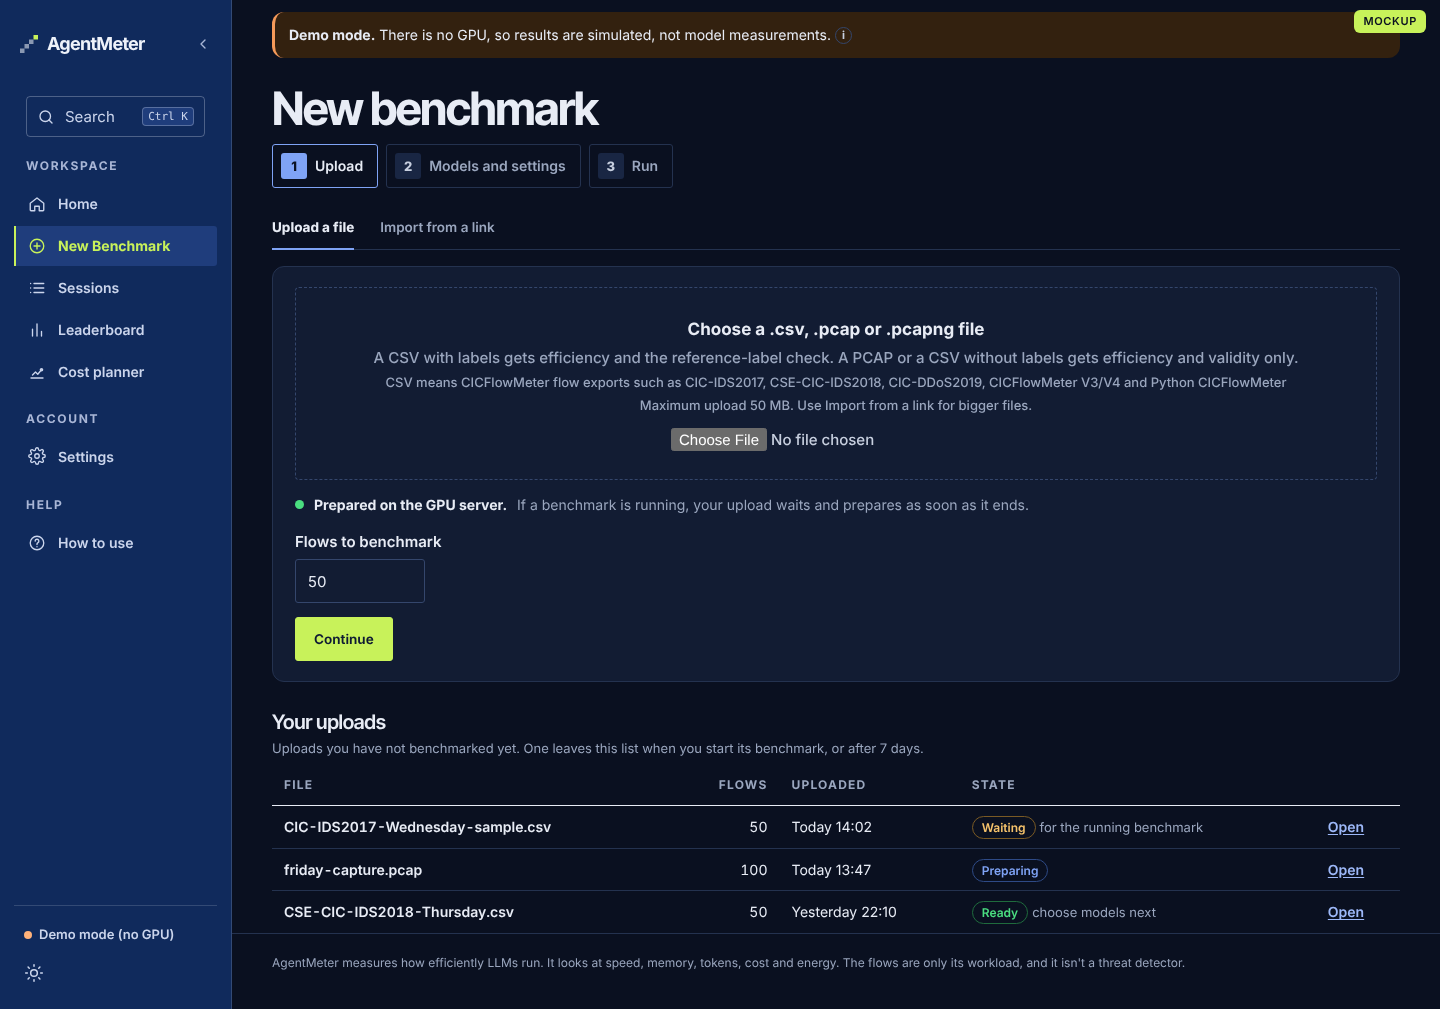 AgentMeter
Search Ctrl K
WORKSPACE
Home
New Benchmark
Sessions
Leaderboard
Cost planner
ACCOUNT
Settings
HELP
How to use
Demo mode (no GPU)
MOCKUP
Demo mode. There is no GPU, so results are simulated, not model measurements. i
New benchmark
1 Upload 2 Models and settings 3 Run
Upload a file Import from a link
Choose a .csv, .pcap or .pcapng file
A CSV with labels gets efficiency and the reference-label check. A PCAP or a CSV without labels gets efficiency and validity only.
CSV means CICFlowMeter flow exports such as CIC-IDS2017, CSE-CIC-IDS2018, CIC-DDoS2019, CICFlowMeter V3/V4 and Python CICFlowMeter
Maximum upload 50 MB. Use Import from a link for bigger files.
Choose File No file chosen
Prepared on the GPU server. If a benchmark is running, your upload waits and prepares as soon as it ends.
Flows to benchmark
50
Continue
Your uploads
Uploads you have not benchmarked yet. One leaves this list when you start its benchmark, or after 7 days.
FILE FLOWS UPLOADED STATE
CIC-IDS2017-Wednesday-sample.csv 50 Today 14:02 Waiting for the running benchmark Open
friday-capture.pcap 100 Today 13:47 Preparing Open
CSE-CIC-IDS2018-Thursday.csv 50 Yesterday 22:10 Ready choose models next Open
AgentMeter measures how efficiently LLMs run. It looks at speed, memory, tokens, cost and energy. The flows are only its workload, and it isn't a threat detector.